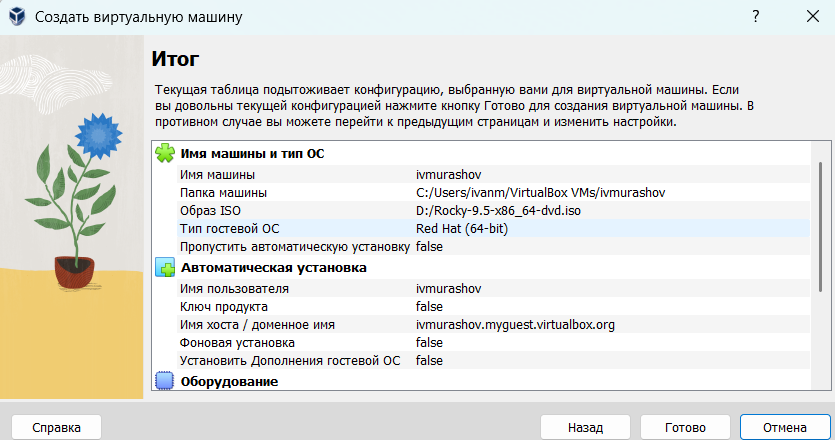 Создать виртуальную машину
?
Итог
Текущая таблица подытоживает конфигурацию, выбранную вами для виртуальной машины. Если
вы довольны текущей конфигурацией нажмите кнопку Готово для создания виртуальной машины. В
противном случае вы можете перейти к предыдущим страницам и изменить настройки.
Имя машины и тип ОС
Имя машины ivmurashov
Папка машины C:/Users/ivanm/VirtualBox VMs/ivmurashov
Образ ISO D:/Rocky-9.5-x86_64-dvd.iso
Тип гостевой ОС Red Hat (64-bit)
Пропустить автоматическую установку false
Автоматическая установка
Имя пользователя ivmurashov
Ключ продукта false
Имя хоста / доменное имя ivmurashov.myguest.virtualbox.org
Фоновая установка false
Установить Дополнения гостевой ОС false
Оборудование
Справка Назад Готово Отмена